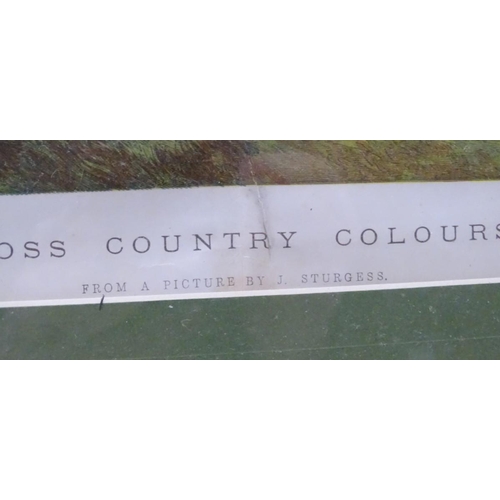 OSS COUNTRY COLOURS
FROM A PICTURE BY J. STURGESS.